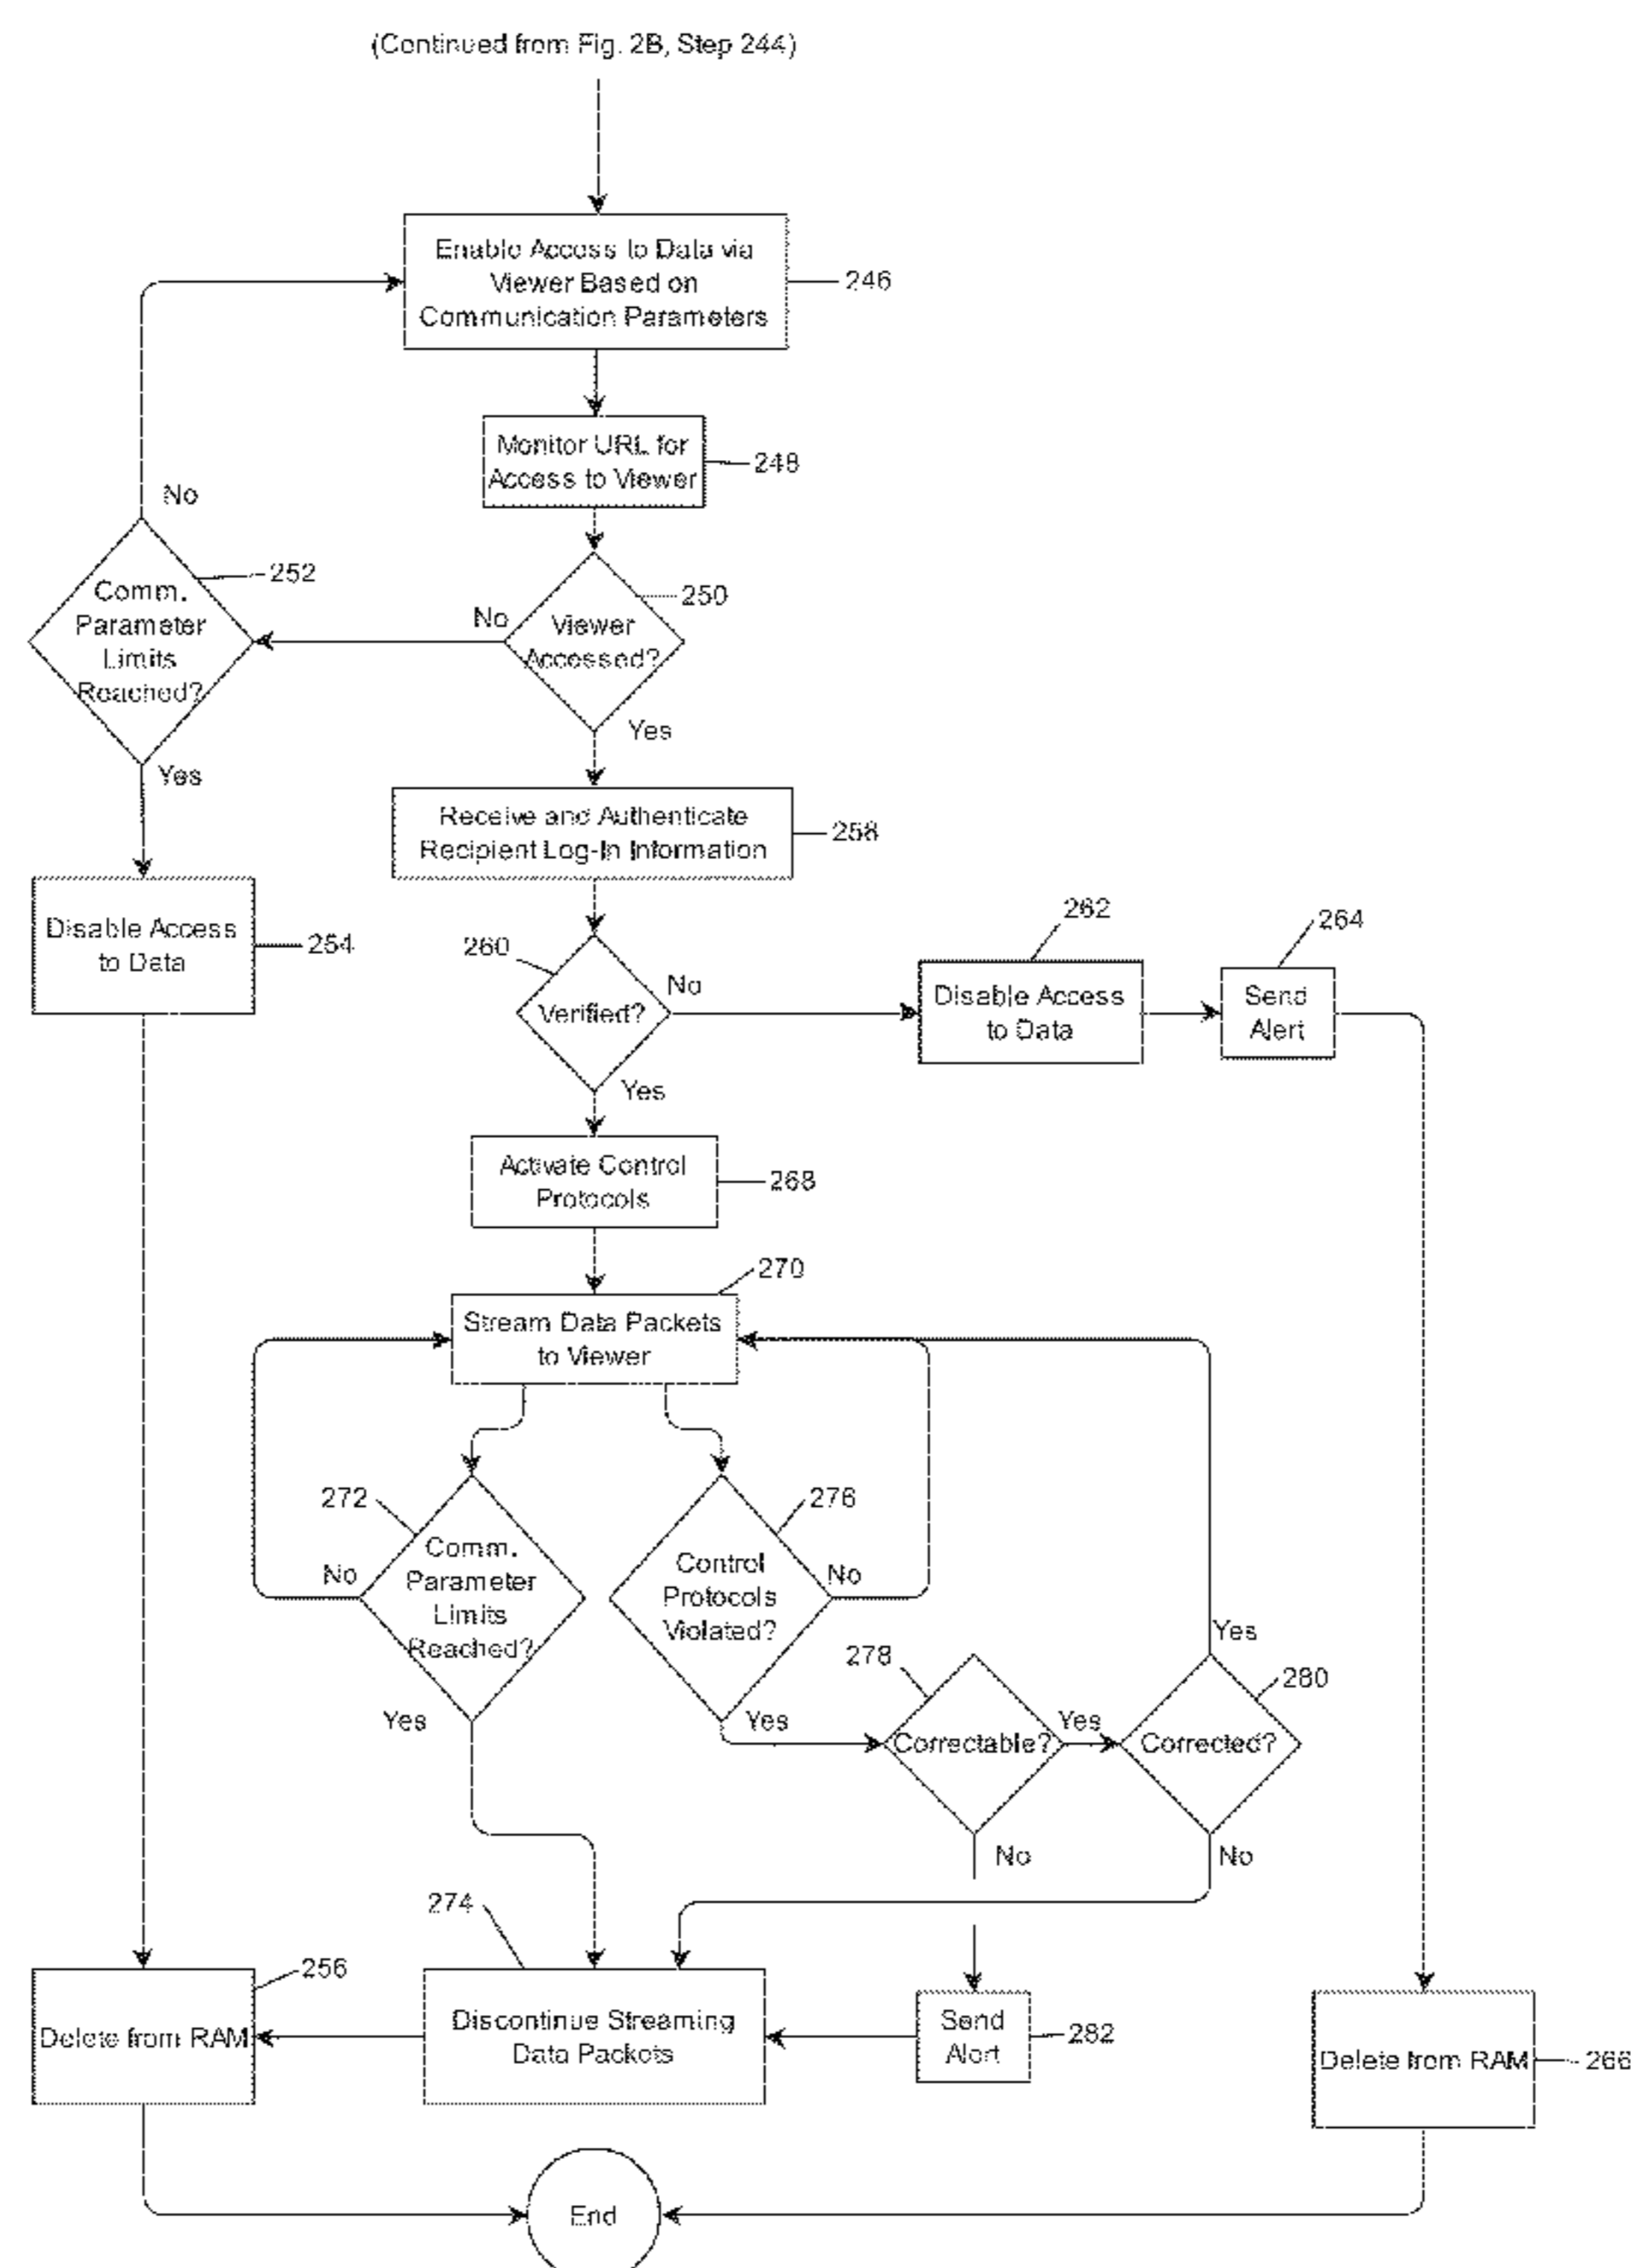 (Continued from Fig. 2B, Step 244)
Enable Access to Data via
Viewer Based on
Communication Parameters
246
Monitor URL for
Access to Viewer
248
No
252
Comm.
Parameter
Limits
Reached?
Yes
No
250
Viewer
Accessed?
Yes
Receive and Authenticate
Recipient Log-In Information
258
Disable Access
to Data
254
260
Verified?
No
Yes
262
Disable Access
to Data
264
Send
Alert
Activate Control
Protocols
268
270
Stream Data Packets
to Viewer
272
Comm.
Parameter
Limits
Reached?
No
Yes
276
Control
Protocols
Violated?
No
Yes
278
Correctable?
Yes
No
280
Corrected?
Yes
No
274
Discontinue Streaming
Data Packets
256
Delete from RAM
Send
Alert
282
Delete from RAM
266
End